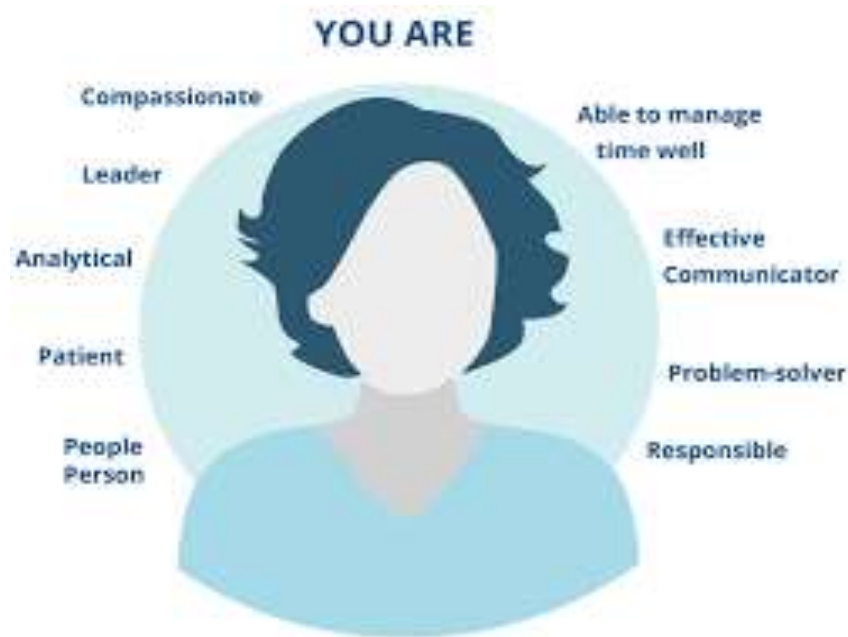 YOU ARE
Compassionate
Leader
Analytical
Patient
People
Person
Able to manage
time well
Effective
Communicator
Problem-solver
Responsible